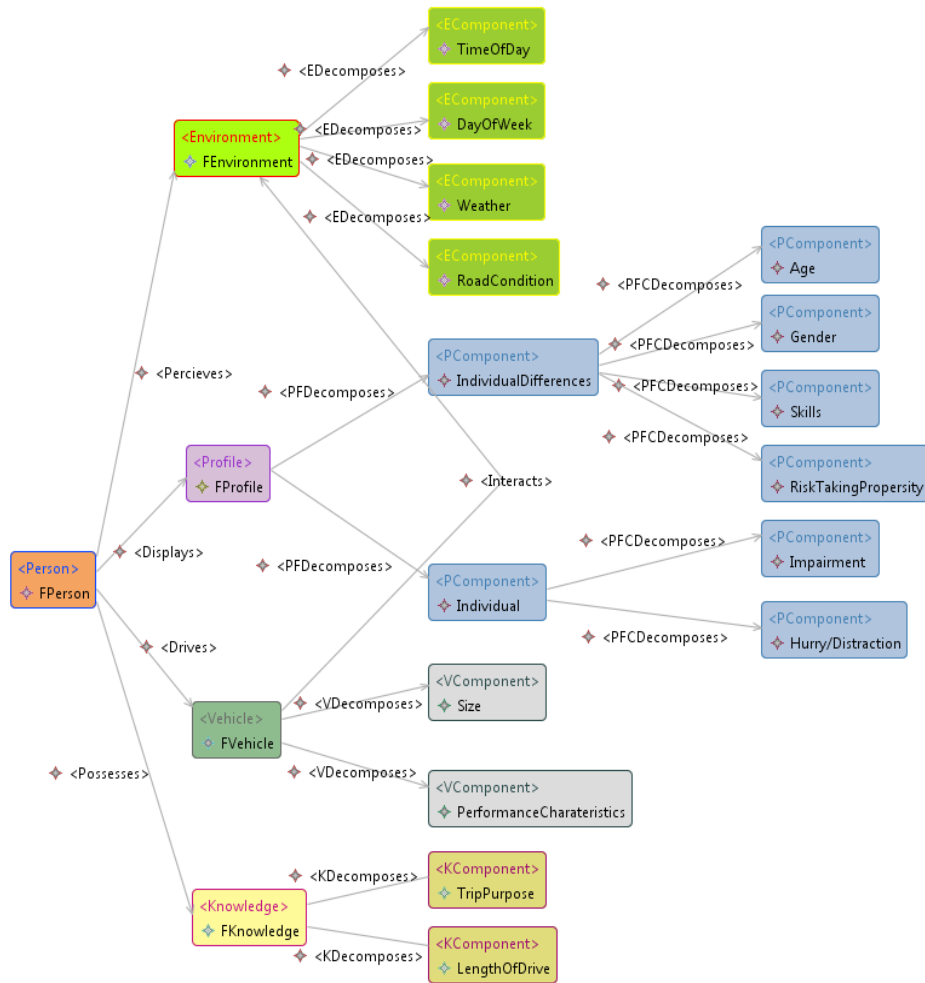 <EComponent>
TimeOfDay
<EDecomposes>
<EComponent>
DayOfWeek
<EDecomposes>
<Environment>
FEnvironment
<EDecomposes>
<EComponent>
Weather
<EDecomposes>
<EComponent>
RoadCondition
<PComponent>
Age
<PFCDecomposes>
<PComponent>
Gender
<PFCDecomposes>
<PComponent>
IndividualDifferences
<Percieves>
<PFDecomposes>
<PFCDecomposes>
<PComponent>
Skills
<PFCDecomposes>
<Profile>
FProfile
<Interacts>
<PComponent>
RiskTakingPropersity
<Displays>
<PFDecomposes>
<PFCDecomposes>
<PComponent>
Impairment
<Person>
FPerson
<PComponent>
Individual
<PFCDecomposes>
<PComponent>
Hurry/Distraction
<Drives>
<VComponent>
Size
<VDecomposes>
<Vehicle>
FVehicle
<Possesses>
<VDecomposes>
<VComponent>
PerformanceCharateristics
<KDecomposes>
<KComponent>
TripPurpose
<Knowledge>
FKnowledge
<KDecomposes>
<KComponent>
LengthOfDrive